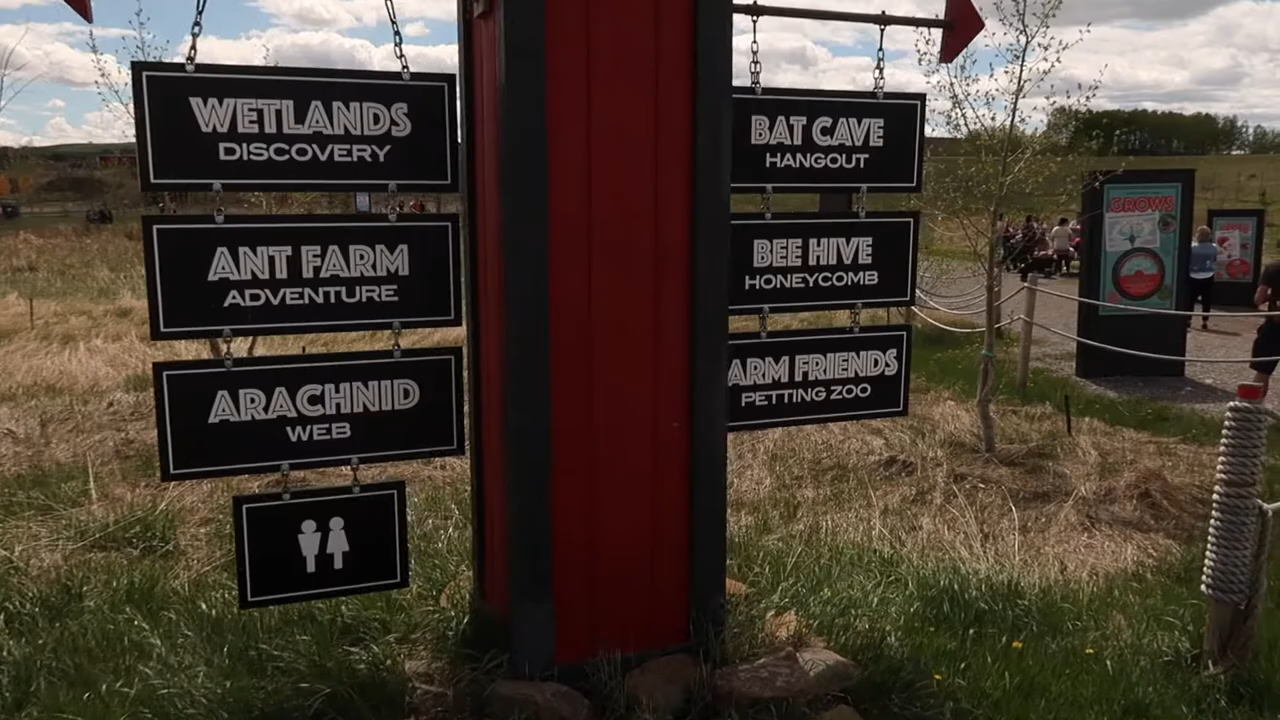 WETLANDS
DISCOVERY
ANT FARM
ADVENTURE
ARACHNID
WEB
BAT CAVE
HANGOUT
BEE HIVE
HONEYCOMB
ARM FRIENDS
PETTING ZOO
GROWS